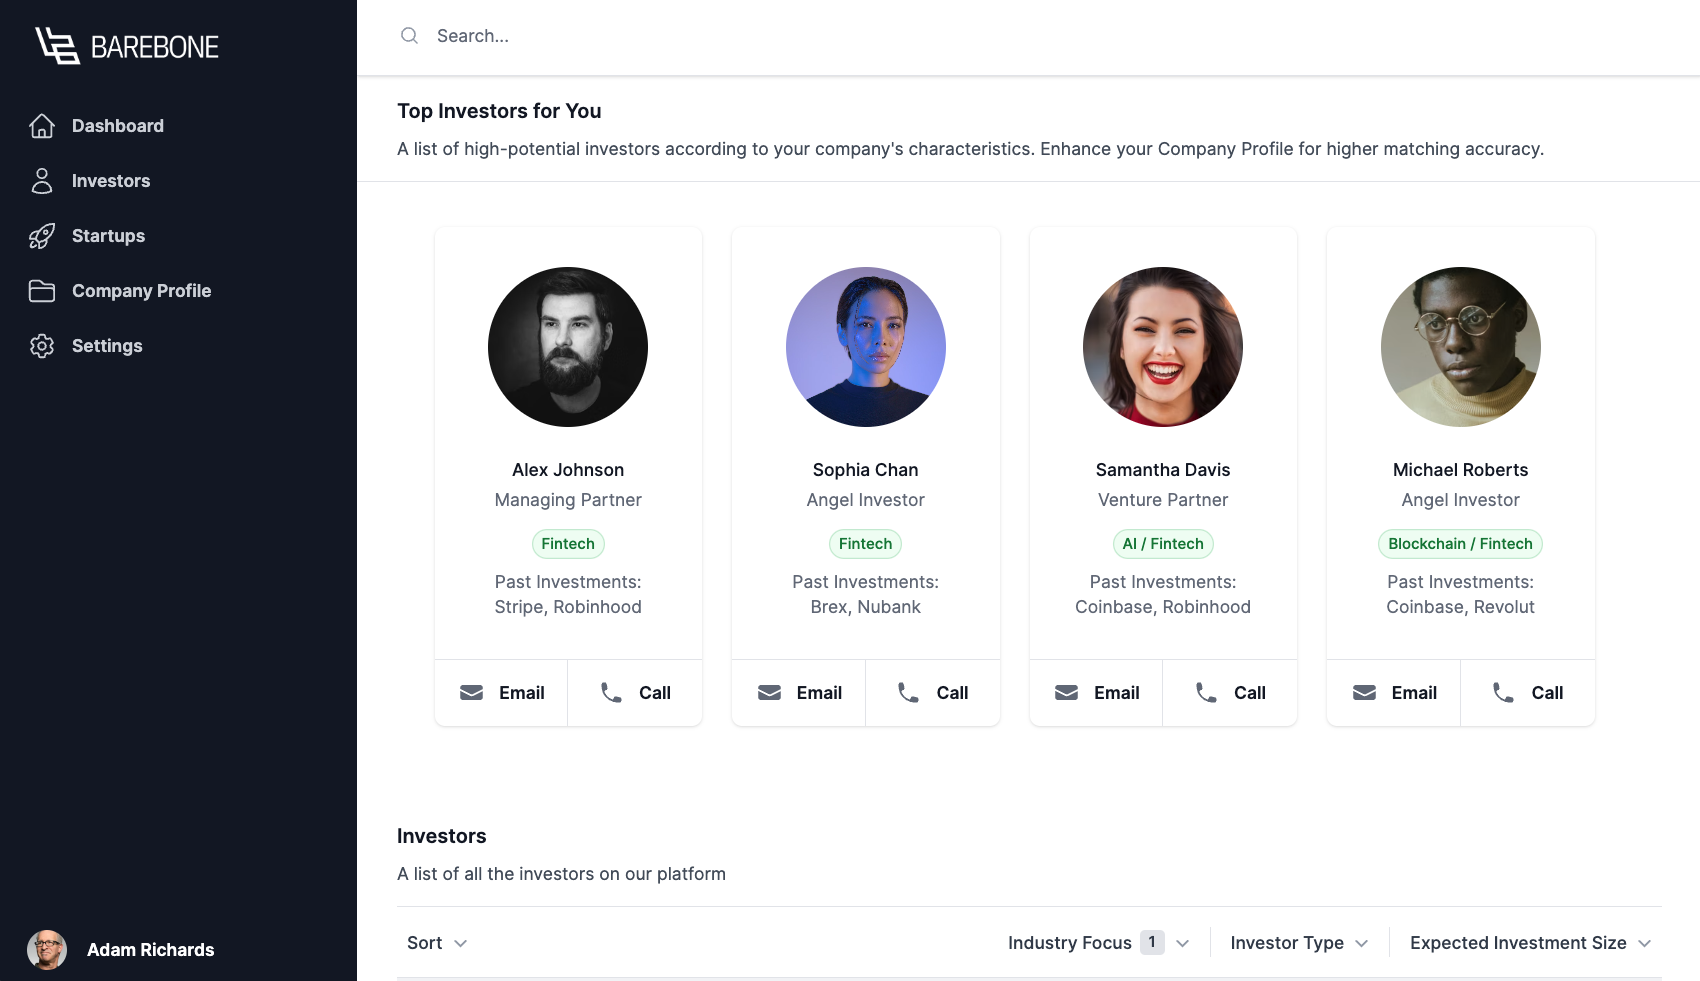 BAREBONE
Dashboard
Investors
Startups
Company Profile
Settings
Adam Richards
Search...
Top Investors for You
A list of high-potential investors according to your company's characteristics. Enhance your Company Profile for higher matching accuracy.
Alex Johnson
Managing Partner
Fintech
Past Investments:
Stripe, Robinhood
Email Call
Sophia Chan
Angel Investor
Fintech
Past Investments:
Brex, Nubank
Email Call
Samantha Davis
Venture Partner
AI / Fintech
Past Investments:
Coinbase, Robinhood
Email Call
Michael Roberts
Angel Investor
Blockchain / Fintech
Past Investments:
Coinbase, Revolut
Email Call
Investors
A list of all the investors on our platform
Sort Industry Focus 1 Investor Type Expected Investment Size